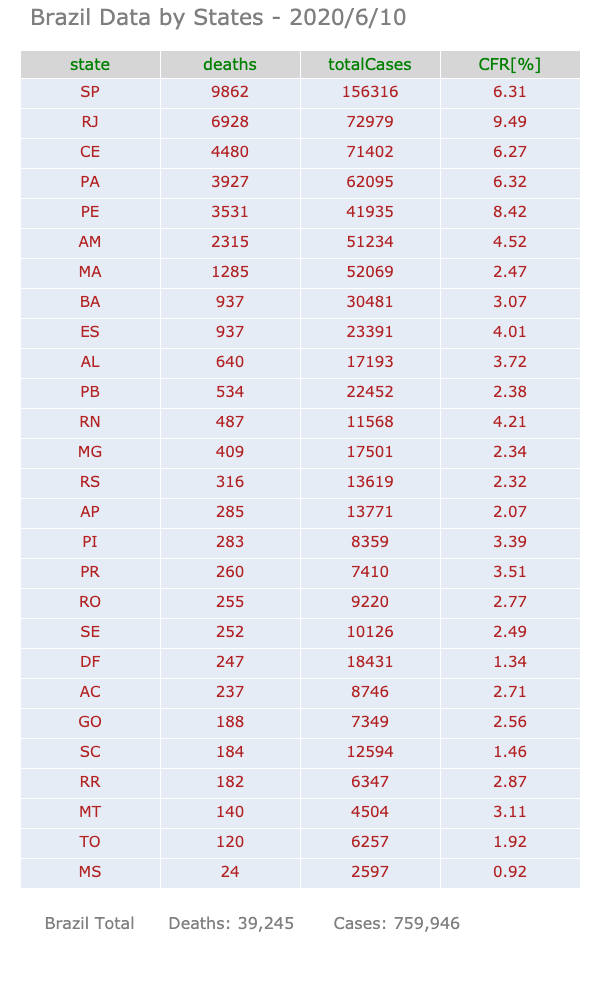 Brazil Data by States - 2020/6/10
state deaths totalCases CFR[%]
SP 9862 156316 6.31
RJ 6928 72979 9.49
CE 4480 71402 6.27
PA 3927 62095 6.32
PE 3531 41935 8.42
AM 2315 51234 4.52
MA 1285 52069 2.47
BA 937 30481 3.07
ES 937 23391 4.01
AL 640 17193 3.72
PB 534 22452 2.38
RN 487 11568 4.21
MG 409 17501 2.34
RS 316 13619 2.32
AP 285 13771 2.07
PI 283 8359 3.39
PR 260 7410 3.51
RO 255 9220 2.77
SE 252 10126 2.49
DF 247 18431 1.34
AC 237 8746 2.71
GO 188 7349 2.56
SC 184 12594 1.46
RR 182 6347 2.87
MT 140 4504 3.11
TO 120 6257 1.92
MS 24 2597 0.92
Brazil Total Deaths: 39,245 Cases: 759,946